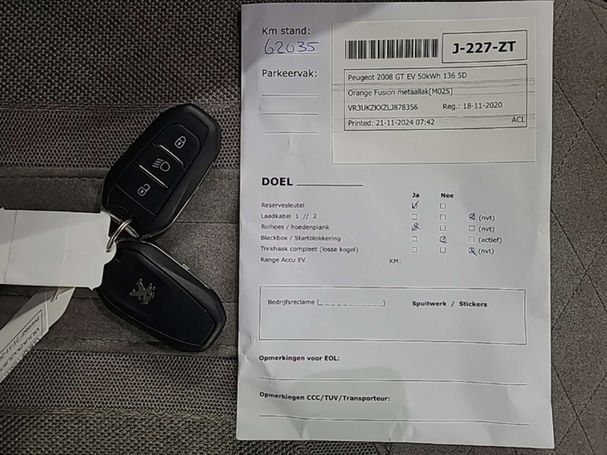 Km stand:
62035
J-227-ZT
Parkeervak:
Peugeot 2008 GT EV 50kWh 136 5D
Orange Fusion metaallak[M02S]
VR3UKZKXZLJ878356 Reg.: 18-11-2020
Printed: 21-11-2024 07:42 ACL
DOEL
Ja Nee
Reservesleutel
Laadkabel 1 // 2 (nvt)
Rolhoes / hoedenplank (nvt)
Blackbox / Startblokkering (actief)
Trekhaak compleet (losse kogel) (nvt)
Range Accu EV. KM:
Bedrijfsreclame (_ _ _ _ _ _ _ _ _ _ _ _) Spuitwerk / Stickers
Opmerkingen voor EOL:
Opmerkingen CCC/TUV/Transporteur: